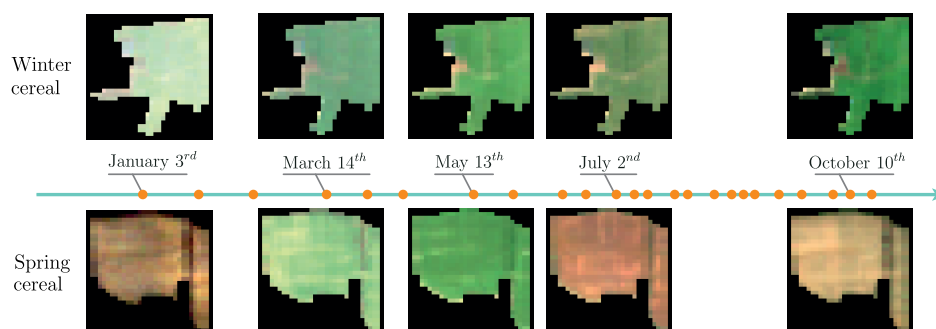 Winter
cereal
January 3rd
March 14th
May 13th
July 2nd
October 10th
Spring
cereal